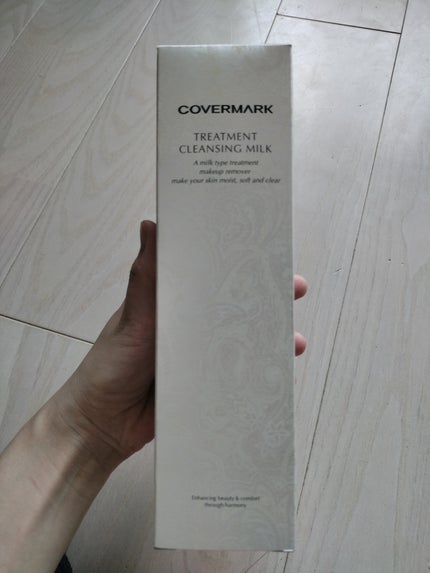 COVERMARK
TREATMENT
CLEANSING MILK
A milk type treatment
makeup remover
make your skin moist, soft and clear
Enhancing beauty & comfort
through harmony